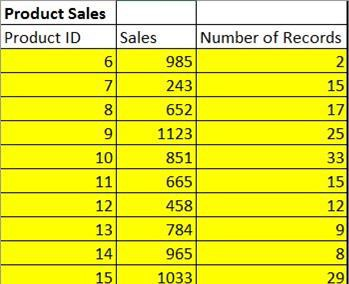 Product Sales
Product ID Sales Number of Records
6 985 2
7 243 15
8 652 17
9 1123 25
10 851 33
11 665 15
12 458 12
13 784 9
14 965 8
15 1033 29